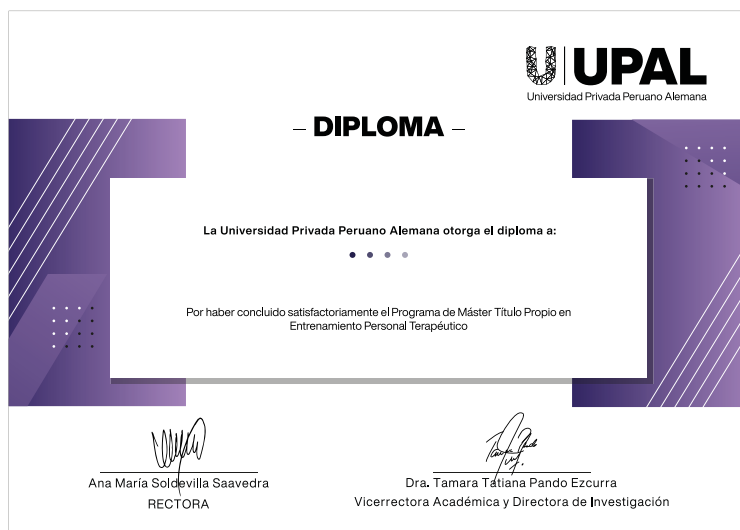 UPAL
Universidad Privada Peruano Alemana
– DIPLOMA –
La Universidad Privada Peruano Alemana otorga el diploma a:
Por haber concluido satisfactoriamente el Programa de Máster Título Propio en
Entrenamiento Personal Terapéutico
Ana María Soldevilla Saavedra
RECTORA
Dra. Tamara Tatiana Pando Ezcurra
Vicerrectora Académica y Directora de Investigación